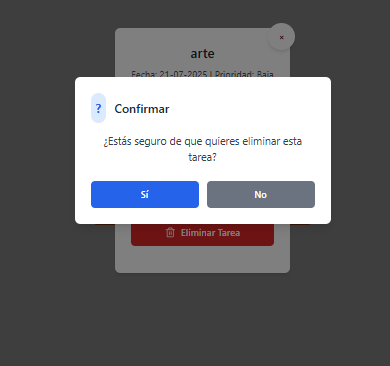 ×
arte
Fecha: 21-07-2025 | Prioridad: Baja
?
Confirmar
¿Estás seguro de que quieres eliminar esta
tarea?
Sí
No
Eliminar Tarea